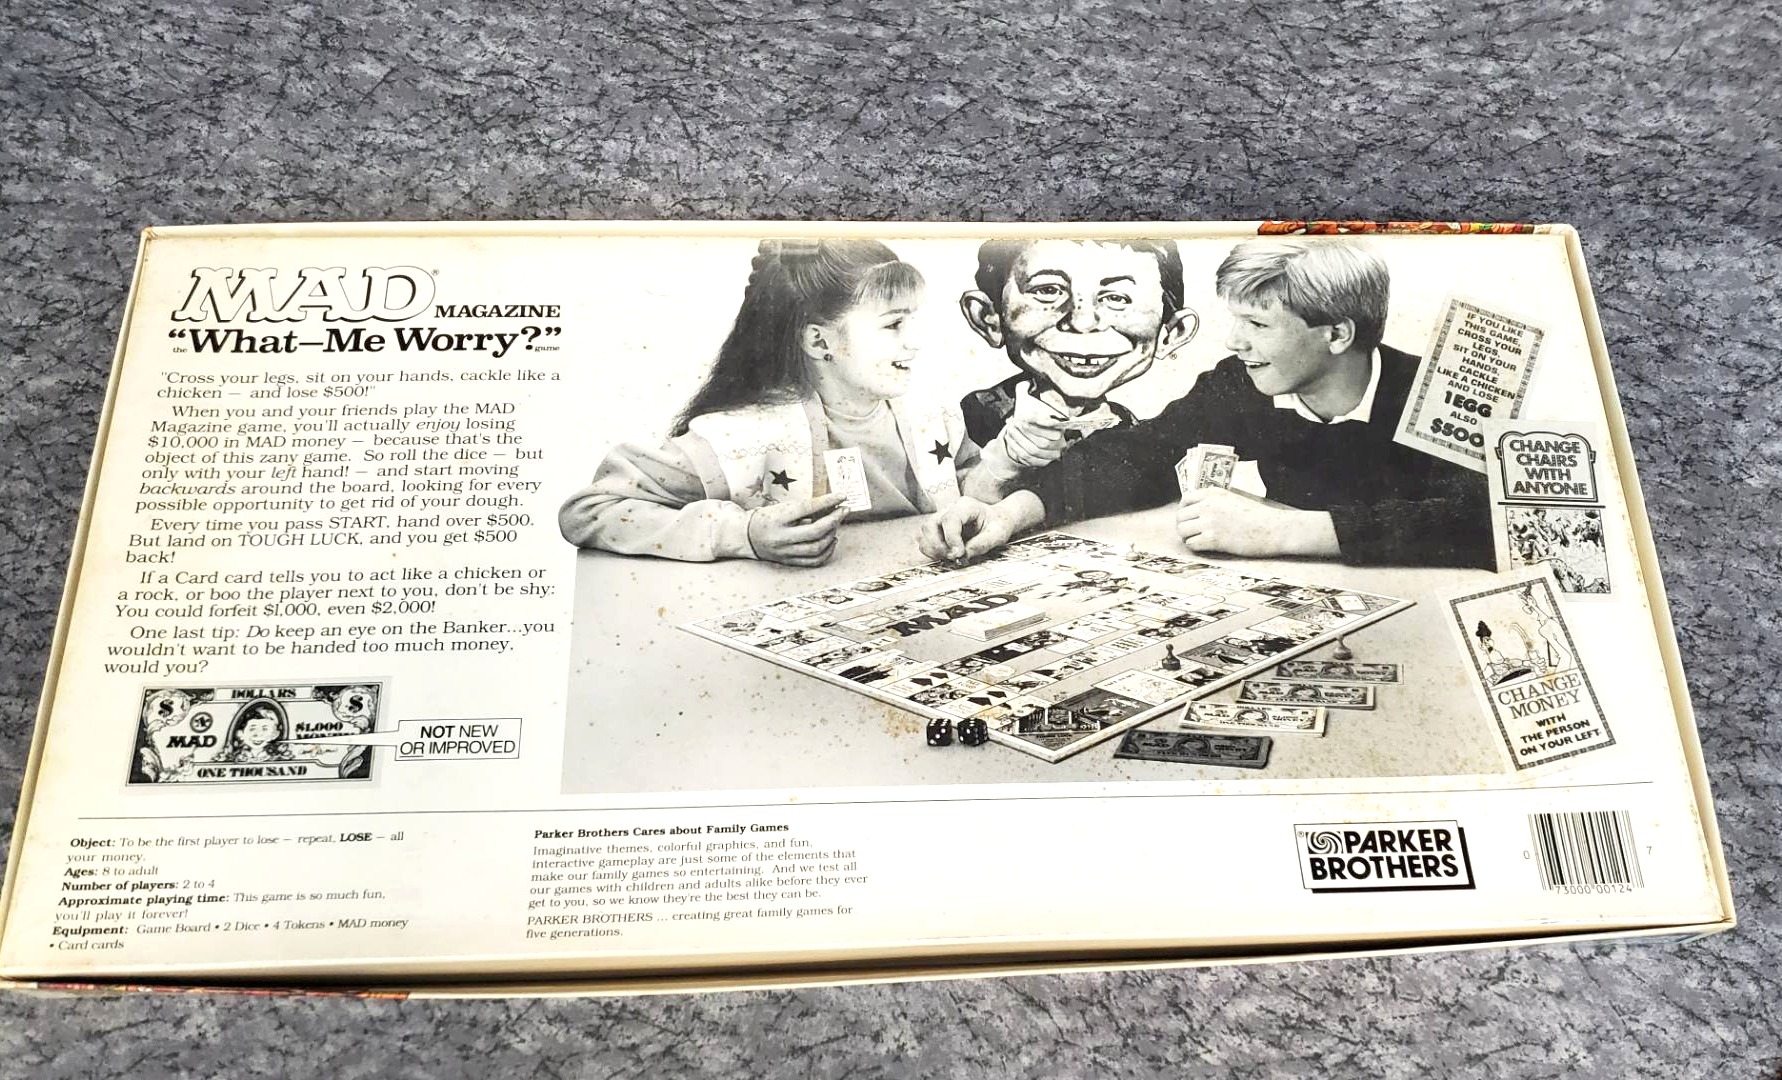 MAD® MAGAZINE
the “What–Me Worry?” game
"Cross your legs, sit on your hands, cackle like a
chicken — and lose $500!"
When you and your friends play the MAD
Magazine game, you'll actually enjoy losing
$10,000 in MAD money — because that's the
object of this zany game. So roll the dice — but
only with your left hand! — and start moving
backwards around the board, looking for every
possible opportunity to get rid of your dough.
Every time you pass START, hand over $500.
But land on TOUGH LUCK, and you get $500
back!
If a Card card tells you to act like a chicken or
a rock, or boo the player next to you, don't be shy:
You could forfeit $1,000, even $2,000!
One last tip: Do keep an eye on the Banker...you
wouldn't want to be handed too much money,
would you?
DOLLARS
$ $
MAD
$1,000
ONE THOUSAND
NOT NEW
OR IMPROVED
MAD
IF YOU LIKE
THIS GAME,
CROSS YOUR
LEGS,
SIT ON YOUR
HANDS,
CACKLE
LIKE A CHICKEN
AND LOSE
1 EGG
ALSO
$500
CHANGE
CHAIRS
WITH
ANYONE
CHANGE
MONEY
WITH
THE PERSON
ON YOUR LEFT.
Object: To be the first player to lose — repeat, LOSE — all
your money.
Ages: 8 to adult
Number of players: 2 to 4
Approximate playing time: This game is so much fun,
you'll play it forever!
Equipment: Game Board • 2 Dice • 4 Tokens • MAD money
• Card cards
Parker Brothers Cares about Family Games
Imaginative themes, colorful graphics, and fun,
interactive gameplay are just some of the elements that
make our family games so entertaining. And we test all
our games with children and adults alike before they ever
get to you, so we know they're the best they can be.
PARKER BROTHERS ... creating great family games for
five generations.
®PARKER
BROTHERS
0 73000 00124 7